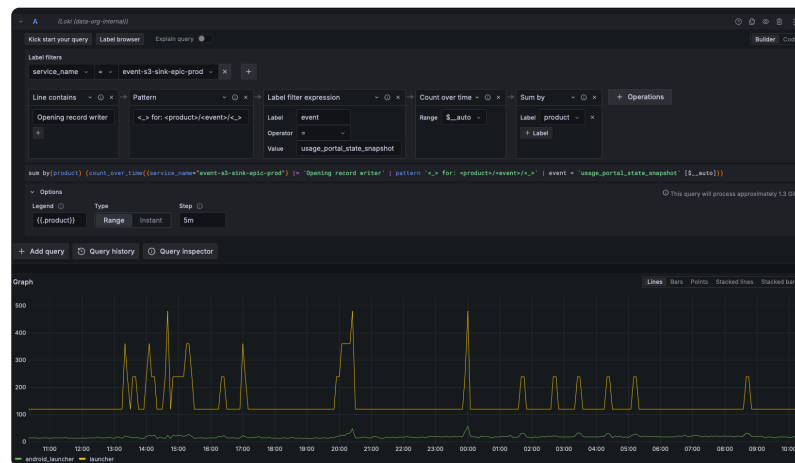 A (Loki (data-org-internal))
Kick start your query Label browser Explain query Builder Cod
Label filters
service_name = event-s3-sink-epic-prod × +
Line contains × → Pattern × → Label filter expression × → Count over time × → Sum by × + Operations
Opening record writer <_> for: <product>/<event>/<_> Label event Range $__auto Label product ×
+ Operator = + Label
Value usage_portal_state_snapshot
sum by(product) (count_over_time({service_name="event-s3-sink-epic-prod"} |= `Opening record writer` | pattern `<_> for: <product>/<event>/<_>` | event = `usage_portal_state_snapshot` [$__auto]))
Options This query will process approximately 1.3 Gi
Legend Type Step
{{.product}} Range Instant 5m
+ Add query Query history Query inspector
Graph Lines Bars Points Stacked lines Stacked bar
500
400
300
200
100
0
11:00 12:00 13:00 14:00 15:00 16:00 17:00 18:00 19:00 20:00 21:00 22:00 23:00 00:00 01:00 02:00 03:00 04:00 05:00 06:00 07:00 08:00 09:00 10:00
android_launcher launcher